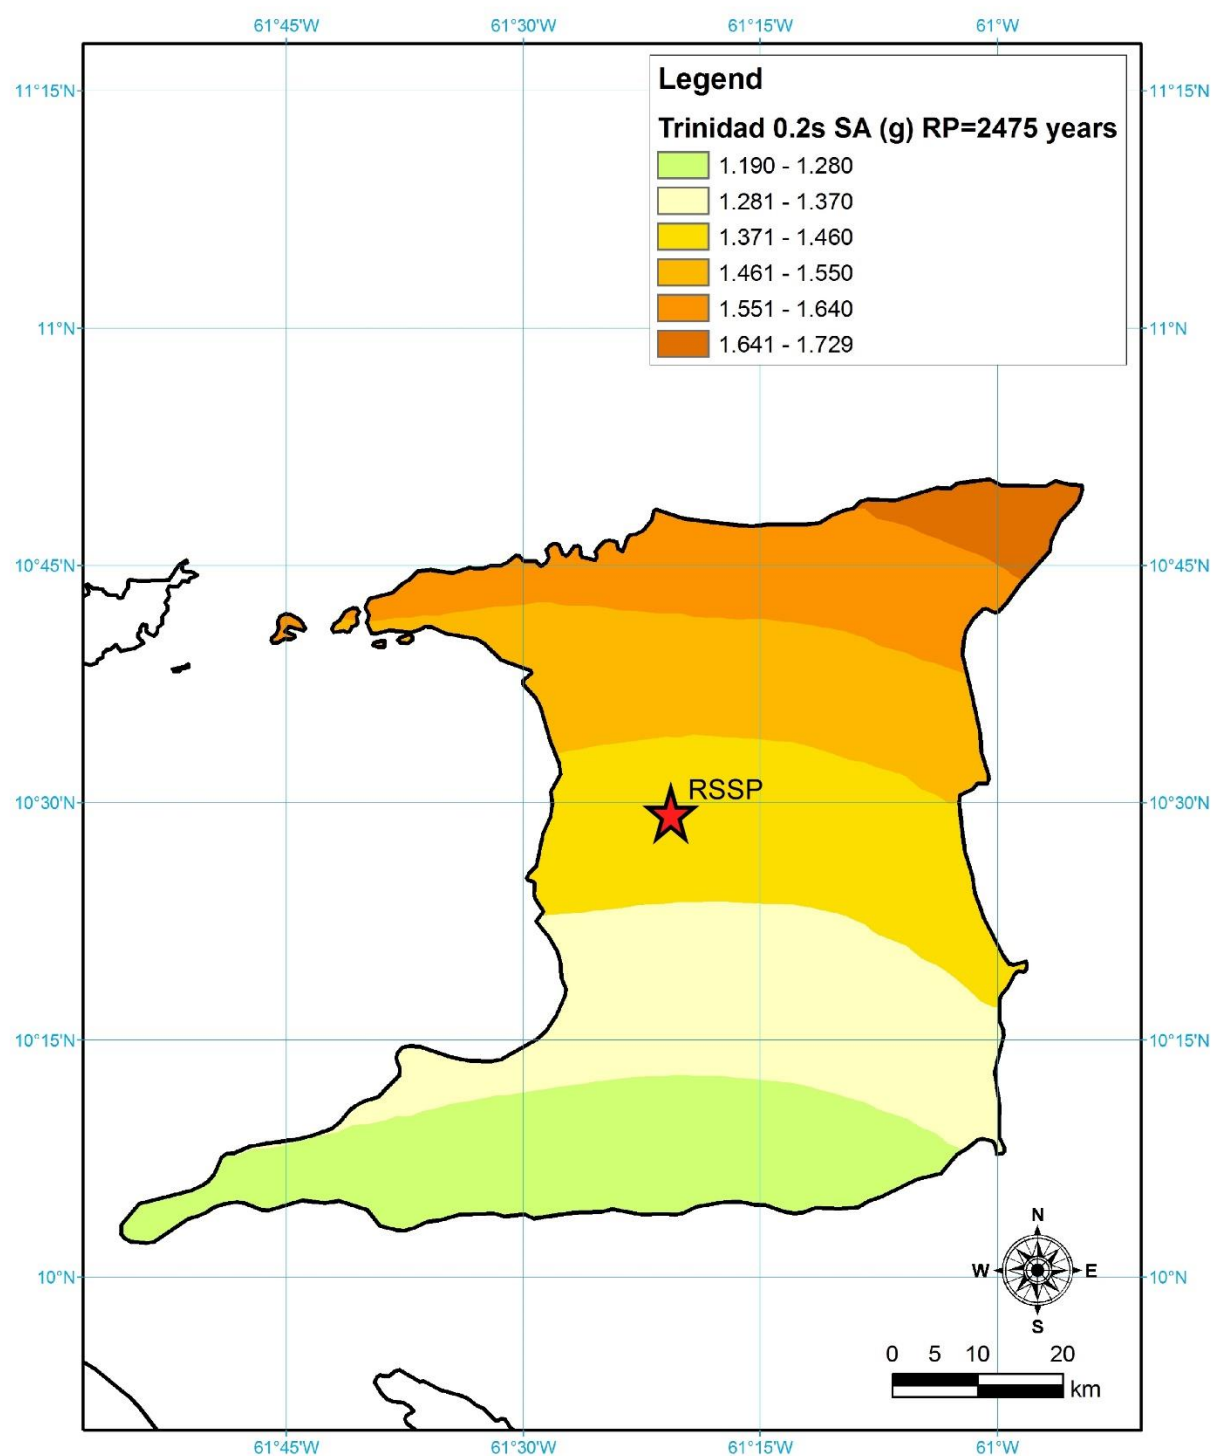 61°45'W 61°30'W 61°15'W 61°W
Legend
11°15'N 11°15'N
Trinidad 0.2s SA (g) RP=2475 years
1.190 - 1.280
1.281 - 1.370
1.371 - 1.460
1.461 - 1.550
1.551 - 1.640
11°N 11°N
1.641 - 1.729
10°45'N 10°45'N
RSSP
10°30'N 10°30'N
10°15'N 10°15'N
N
W E
10°N 10°N
S
0 5 10 20
km
61°45'W 61°30'W 61°15'W 61°W